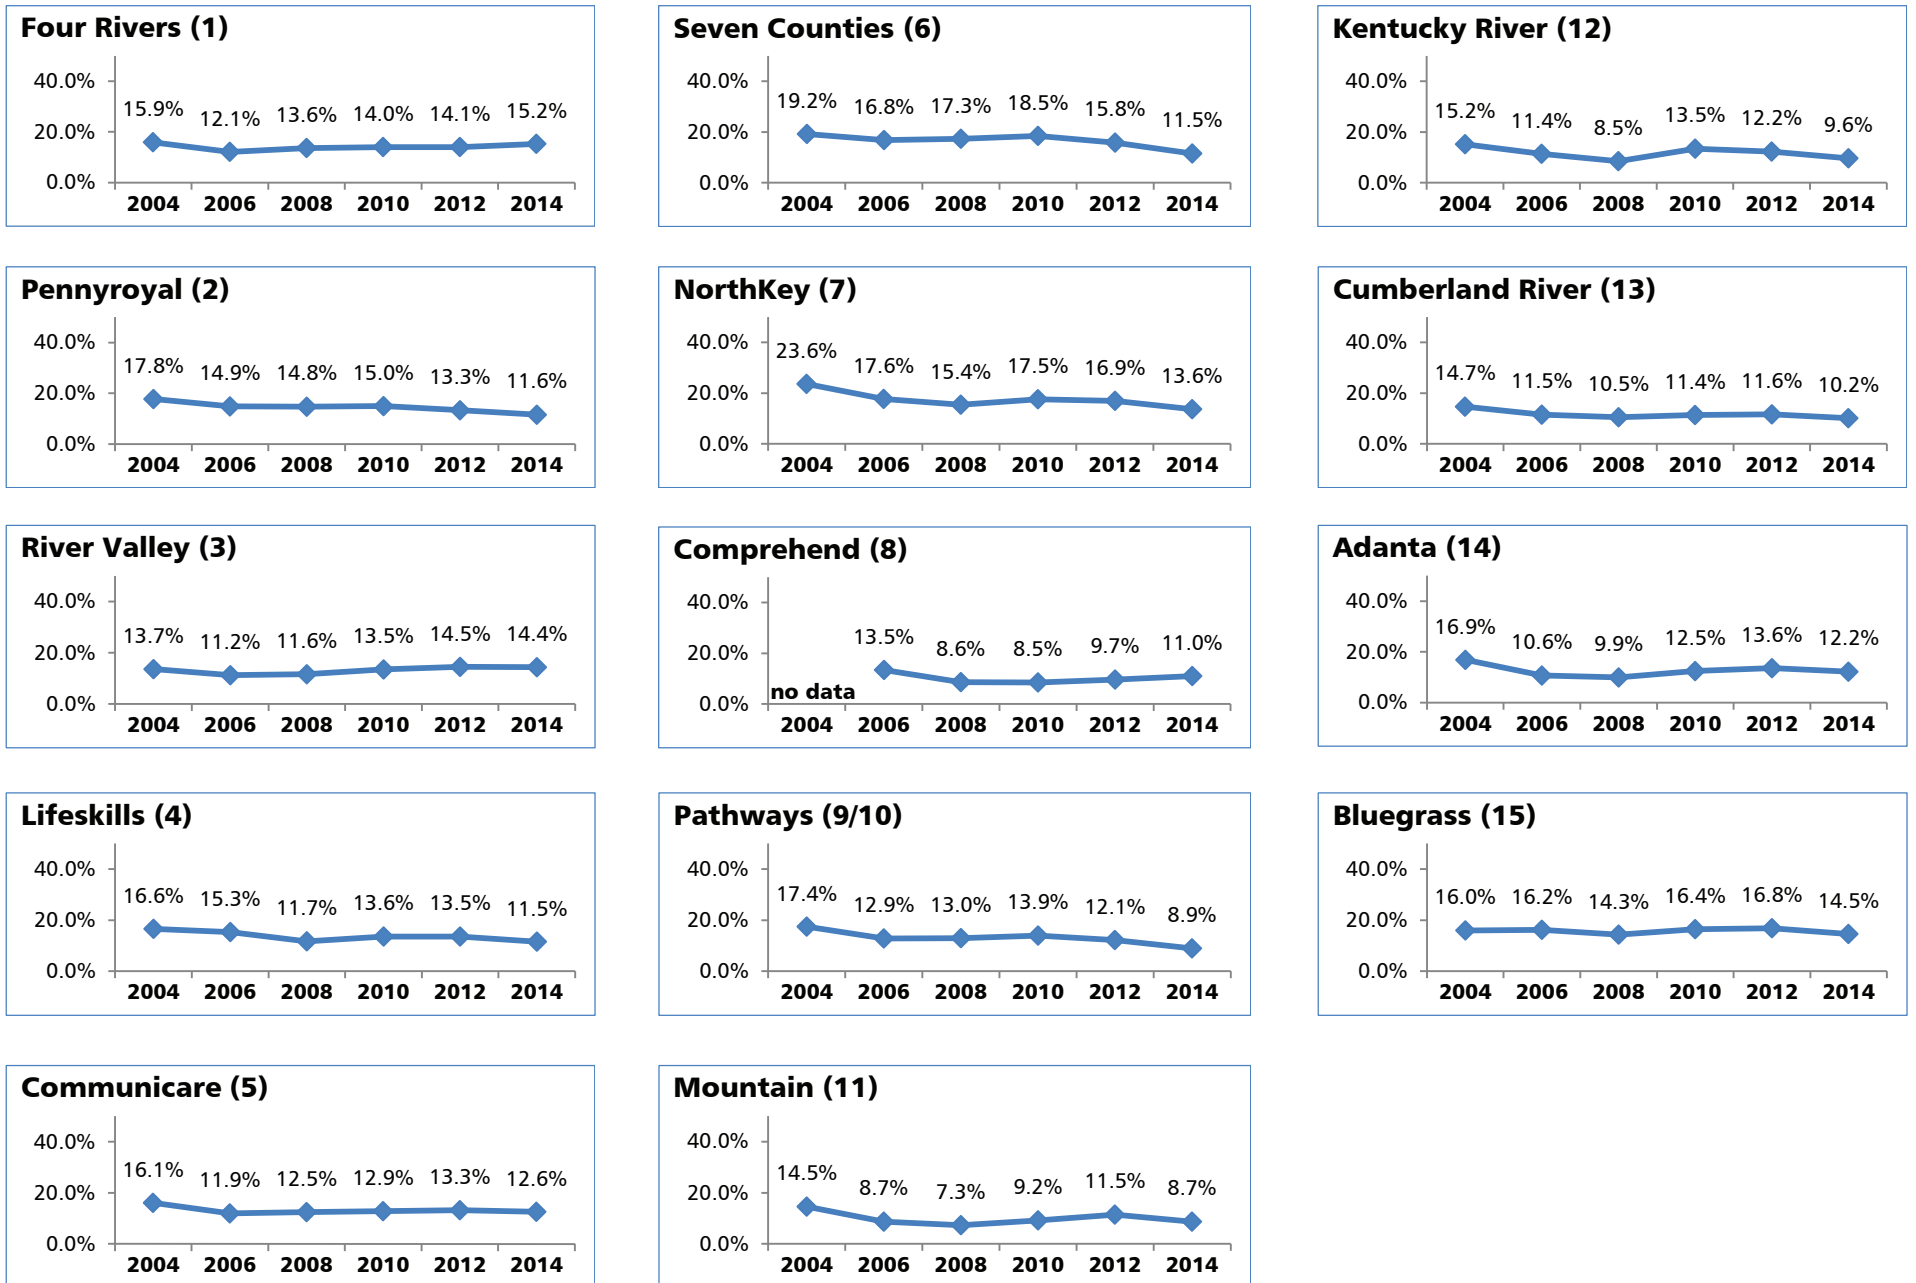 Four Rivers (1)
40.0%
20.0%
0.0%
15.9% 12.1% 13.6% 14.0% 14.1% 15.2%
2004 2006 2008 2010 2012 2014
Seven Counties (6)
40.0%
20.0%
0.0%
19.2% 16.8% 17.3% 18.5% 15.8% 11.5%
2004 2006 2008 2010 2012 2014
Kentucky River (12)
40.0%
20.0%
0.0%
15.2% 11.4% 8.5% 13.5% 12.2% 9.6%
2004 2006 2008 2010 2012 2014
Pennyroyal (2)
40.0%
20.0%
0.0%
17.8% 14.9% 14.8% 15.0% 13.3% 11.6%
2004 2006 2008 2010 2012 2014
NorthKey (7)
40.0%
20.0%
0.0%
23.6% 17.6% 15.4% 17.5% 16.9% 13.6%
2004 2006 2008 2010 2012 2014
Cumberland River (13)
40.0%
20.0%
0.0%
14.7% 11.5% 10.5% 11.4% 11.6% 10.2%
2004 2006 2008 2010 2012 2014
River Valley (3)
40.0%
20.0%
0.0%
13.7% 11.2% 11.6% 13.5% 14.5% 14.4%
2004 2006 2008 2010 2012 2014
Comprehend (8)
40.0%
20.0%
0.0%
13.5% 8.6% 8.5% 9.7% 11.0%
no data
2004 2006 2008 2010 2012 2014
Adanta (14)
40.0%
20.0%
0.0%
16.9% 10.6% 9.9% 12.5% 13.6% 12.2%
2004 2006 2008 2010 2012 2014
Lifeskills (4)
40.0%
20.0%
0.0%
16.6% 15.3% 11.7% 13.6% 13.5% 11.5%
2004 2006 2008 2010 2012 2014
Pathways (9/10)
40.0%
20.0%
0.0%
17.4% 12.9% 13.0% 13.9% 12.1% 8.9%
2004 2006 2008 2010 2012 2014
Bluegrass (15)
40.0%
20.0%
0.0%
16.0% 16.2% 14.3% 16.4% 16.8% 14.5%
2004 2006 2008 2010 2012 2014
Communicare (5)
40.0%
20.0%
0.0%
16.1% 11.9% 12.5% 12.9% 13.3% 12.6%
2004 2006 2008 2010 2012 2014
Mountain (11)
40.0%
20.0%
0.0%
14.5% 8.7% 7.3% 9.2% 11.5% 8.7%
2004 2006 2008 2010 2012 2014